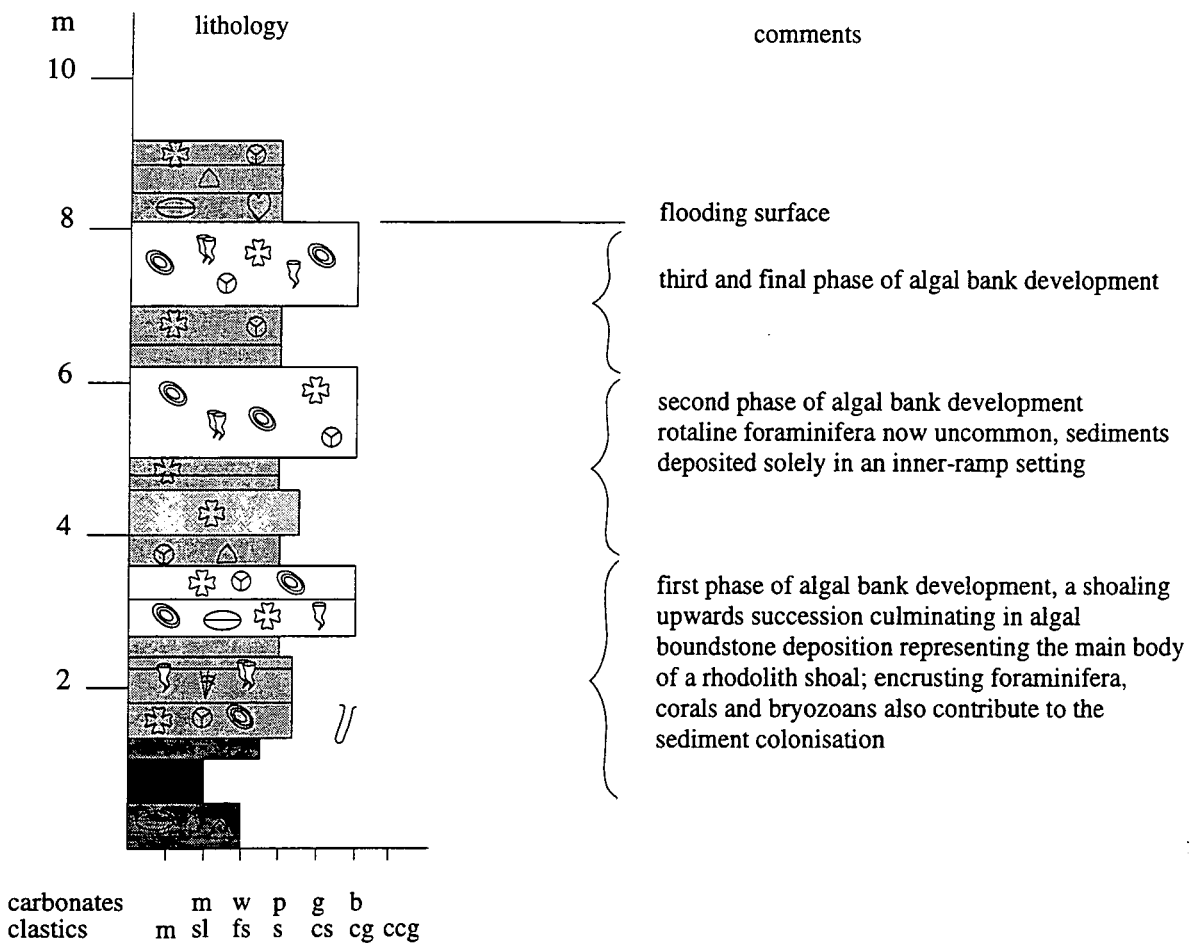 m
lithology
comments
10
8
flooding surface
third and final phase of algal bank development
6
second phase of algal bank development
rotaline foraminifera now uncommon, sediments
deposited solely in an inner-ramp setting
4
first phase of algal bank development, a shoaling
upwards succession culminating in algal
boundstone deposition representing the main body
of a rhodolith shoal; encrusting foraminifera,
corals and bryozoans also contribute to the
sediment colonisation
2
carbonates m w p g b
clastics m sl fs s cs cg ccg